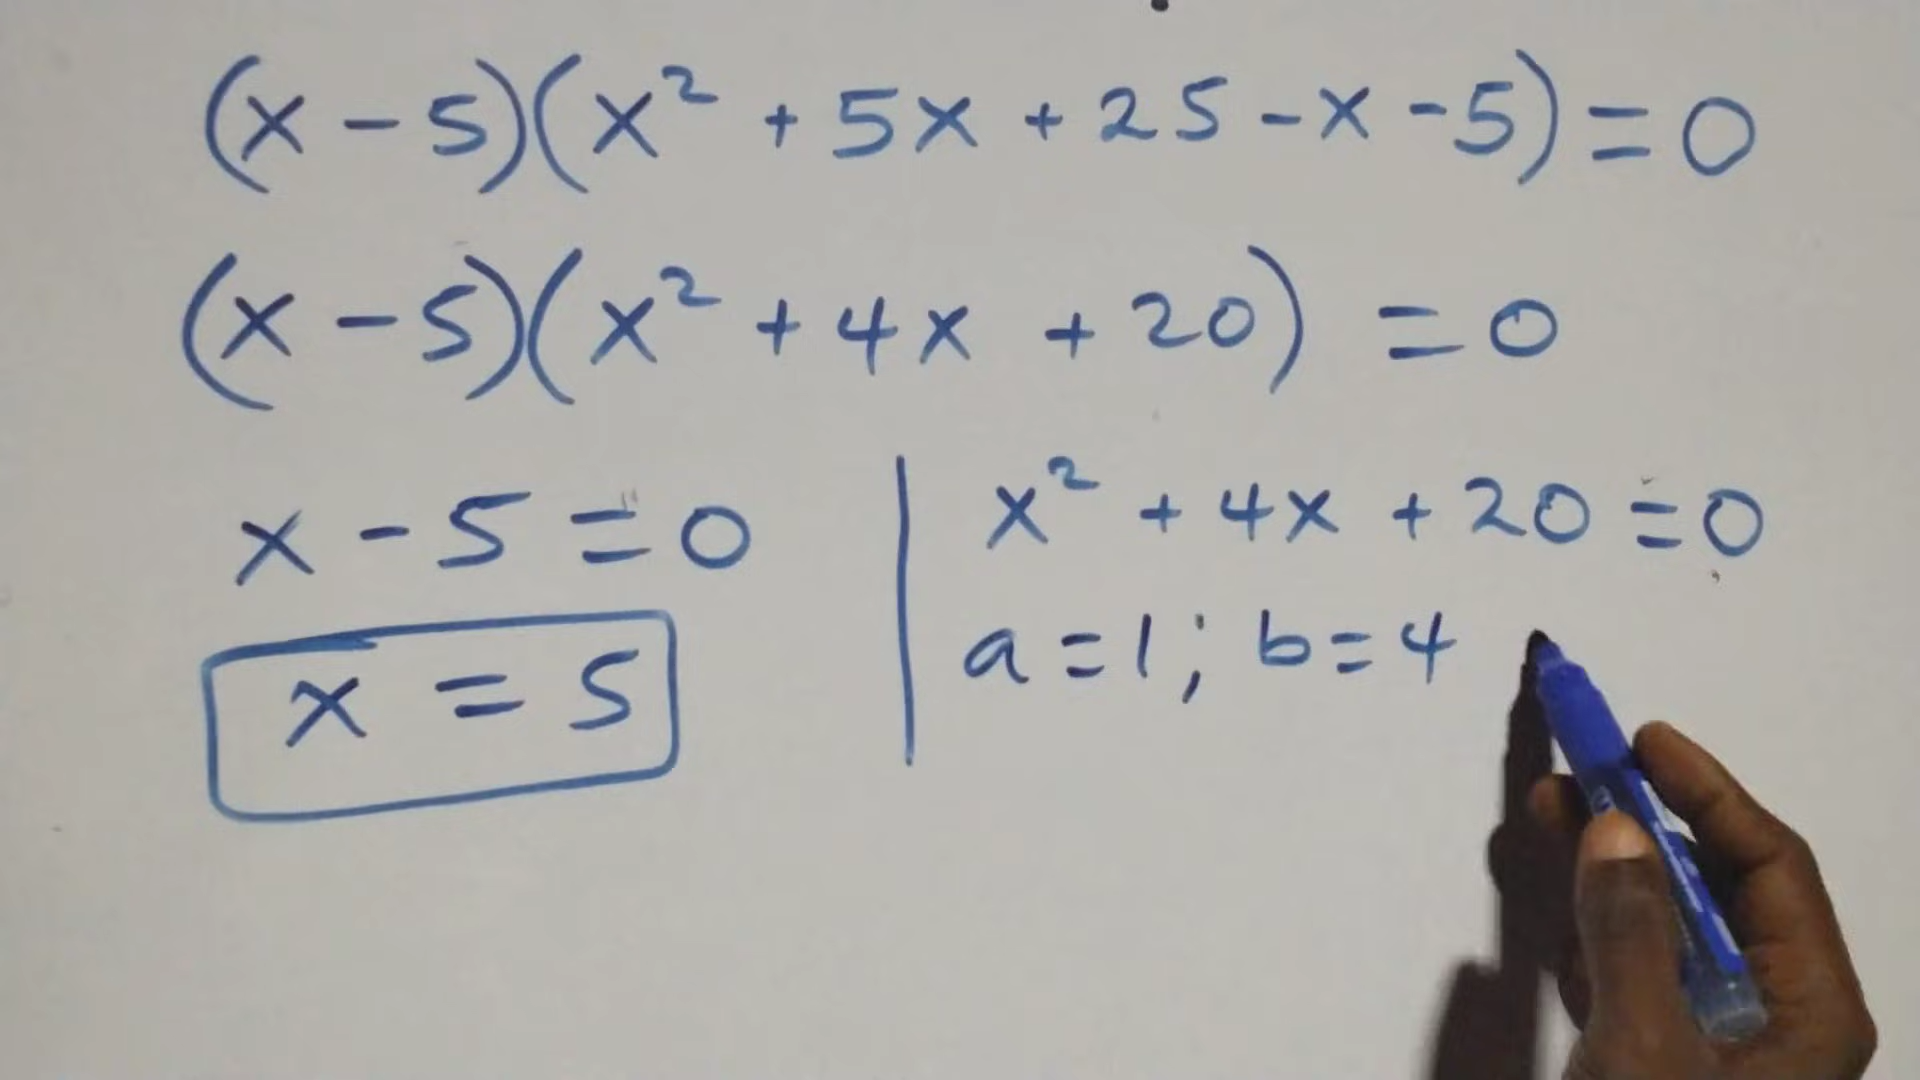 (x - 5)(x² + 5x + 25 - x - 5) = 0
(x - 5)(x² + 4x + 20) = 0
x - 5 = 0
x = 5
x² + 4x + 20 = 0
a = 1; b = 4